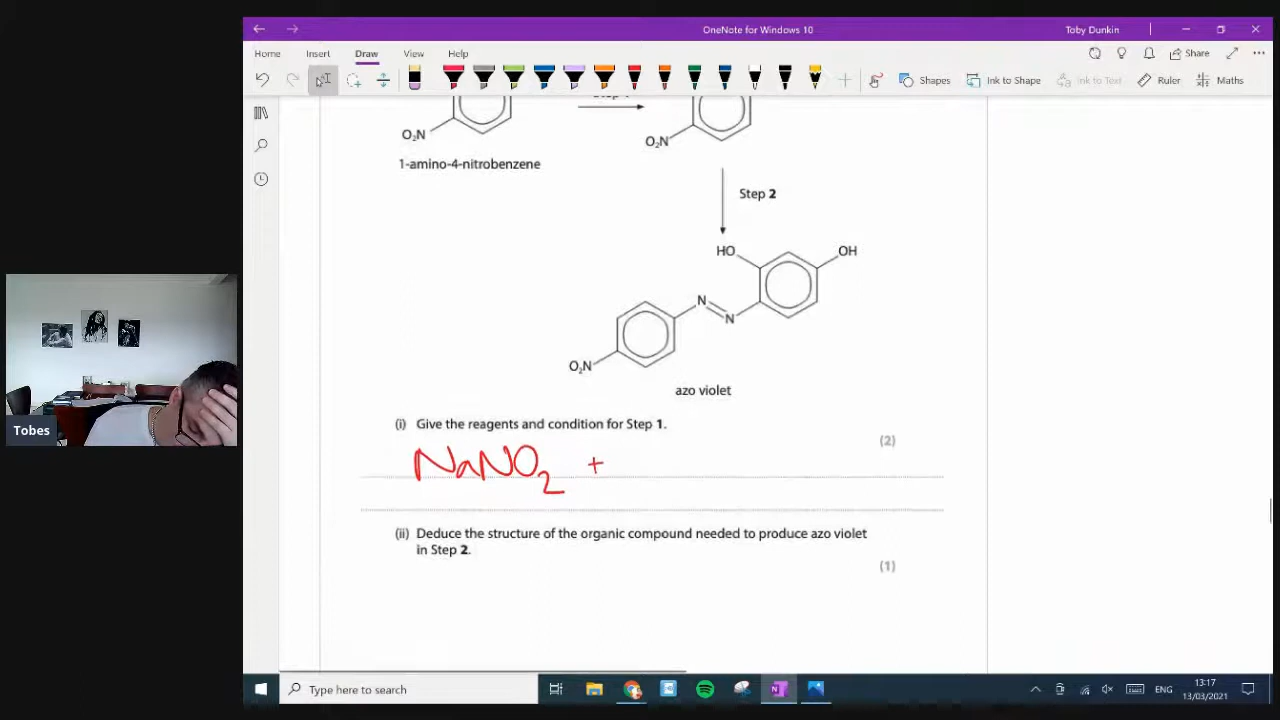 OneNote for Windows 10
Toby Dunkin
Home
Insert
Draw
View
Help
Share
Shapes
Ink to Shape
Ink to Text
Ruler
Maths
O₂N
O₂N
1-amino-4-nitrobenzene
Step 2
HO
OH
N
N
O₂N
azo violet
(i) Give the reagents and condition for Step 1.
(2)
NaNO₂ +
(ii) Deduce the structure of the organic compound needed to produce azo violet
in Step 2.
(1)
Tobes
Type here to search
ENG
13:17
13/03/2021